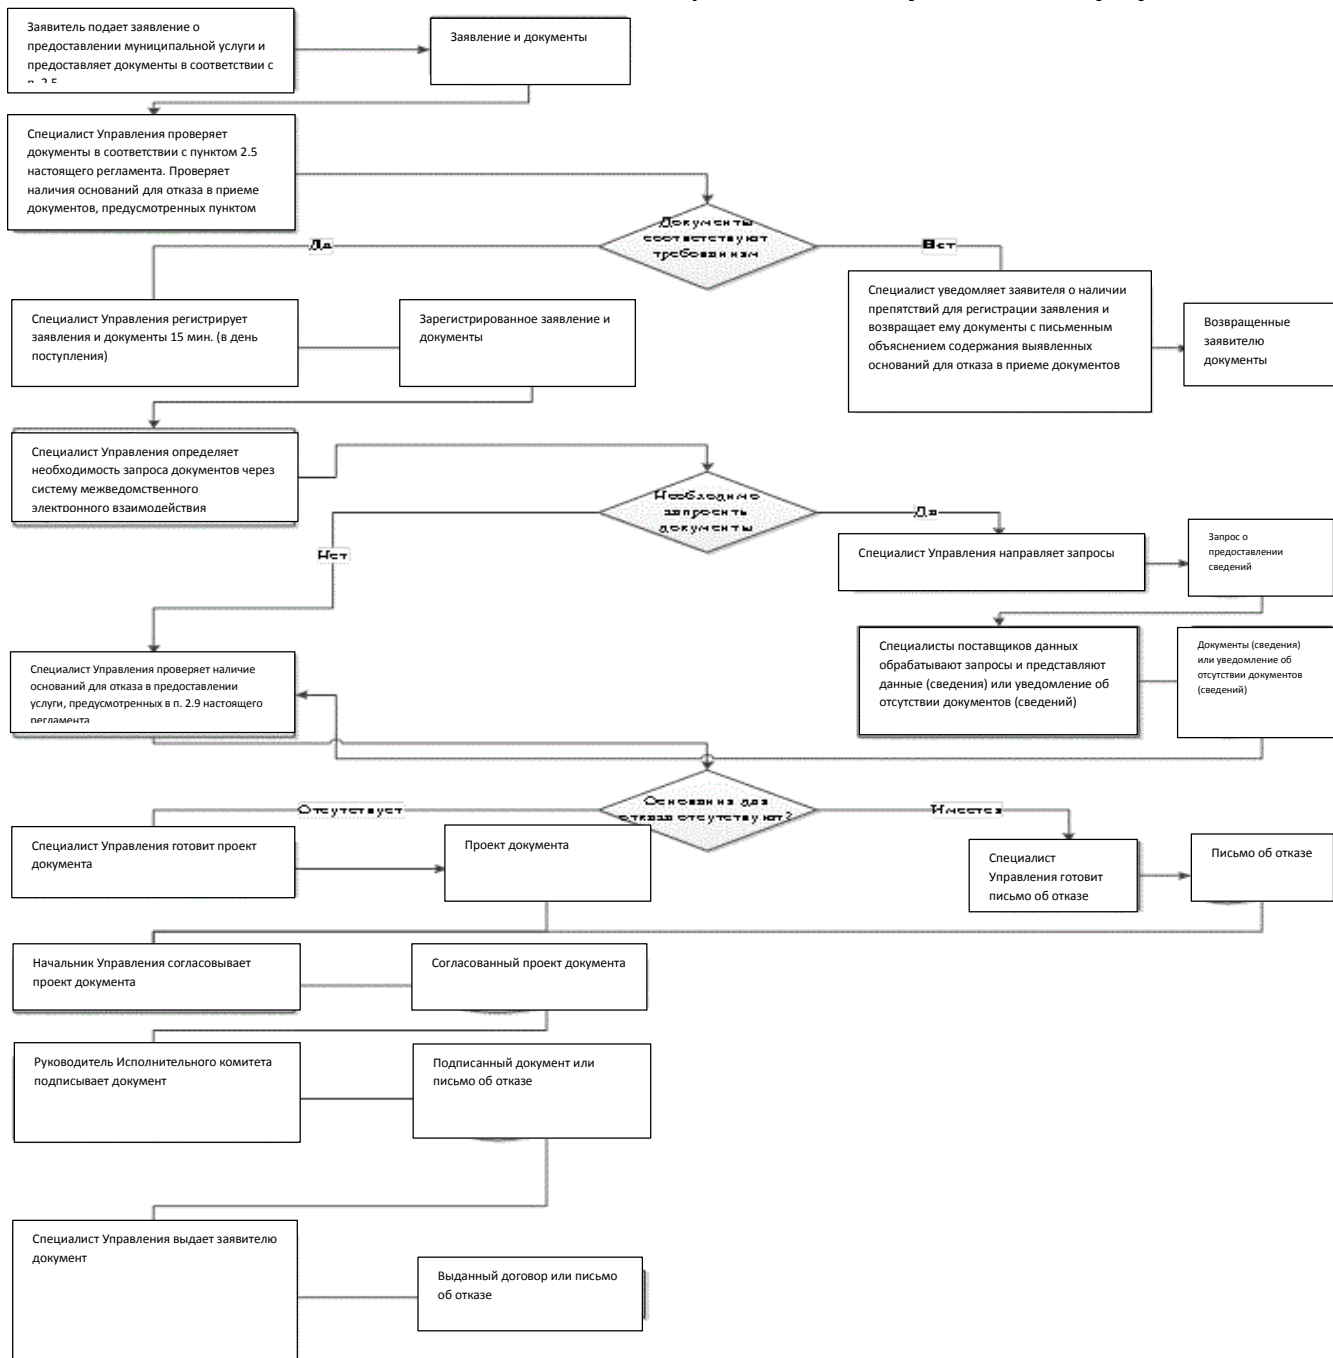 Заявитель подает заявление о
предоставлении муниципальной услуги и
предоставляет документы в соответствии с
п. 2.5
Заявление и документы
Специалист Управления проверяет
документы в соответствии с пунктом 2.5
настоящего регламента. Проверяет
наличия оснований для отказа в приеме
документов, предусмотренных пунктом
Документы
соответствуют
требованиям
Да
Нет
Специалист Управления регистрирует
заявления и документы 15 мин. (в день
поступления)
Зарегистрированное заявление и
документы
Специалист уведомляет заявителя о наличии
препятствий для регистрации заявления и
возвращает ему документы с письменным
объяснением содержания выявленных
оснований для отказа в приеме документов
Возвращенные
заявителю
документы
Специалист Управления определяет
необходимость запроса документов через
систему межведомственного
электронного взаимодействия
Необходимо
запросить
документы
Да
Нет
Специалист Управления направляет запросы
Запрос о
предоставлении
сведений
Специалисты поставщиков данных
обрабатывают запросы и представляют
данные (сведения) или уведомление об
отсутствии документов (сведений)
Документы (сведения)
или уведомление об
отсутствии документов
(сведений)
Специалист Управления проверяет наличие
оснований для отказа в предоставлении
услуги, предусмотренных в п. 2.9 настоящего
регламента
Основания для
отказа отсутствуют?
Отсутствует
Имеется
Специалист Управления готовит проект
документа
Проект документа
Специалист
Управления готовит
письмо об отказе
Письмо об отказе
Начальник Управления согласовывает
проект документа
Согласованный проект документа
Руководитель Исполнительного комитета
подписывает документ
Подписанный документ или
письмо об отказе
Специалист Управления выдает заявителю
документ
Выданный договор или письмо
об отказе